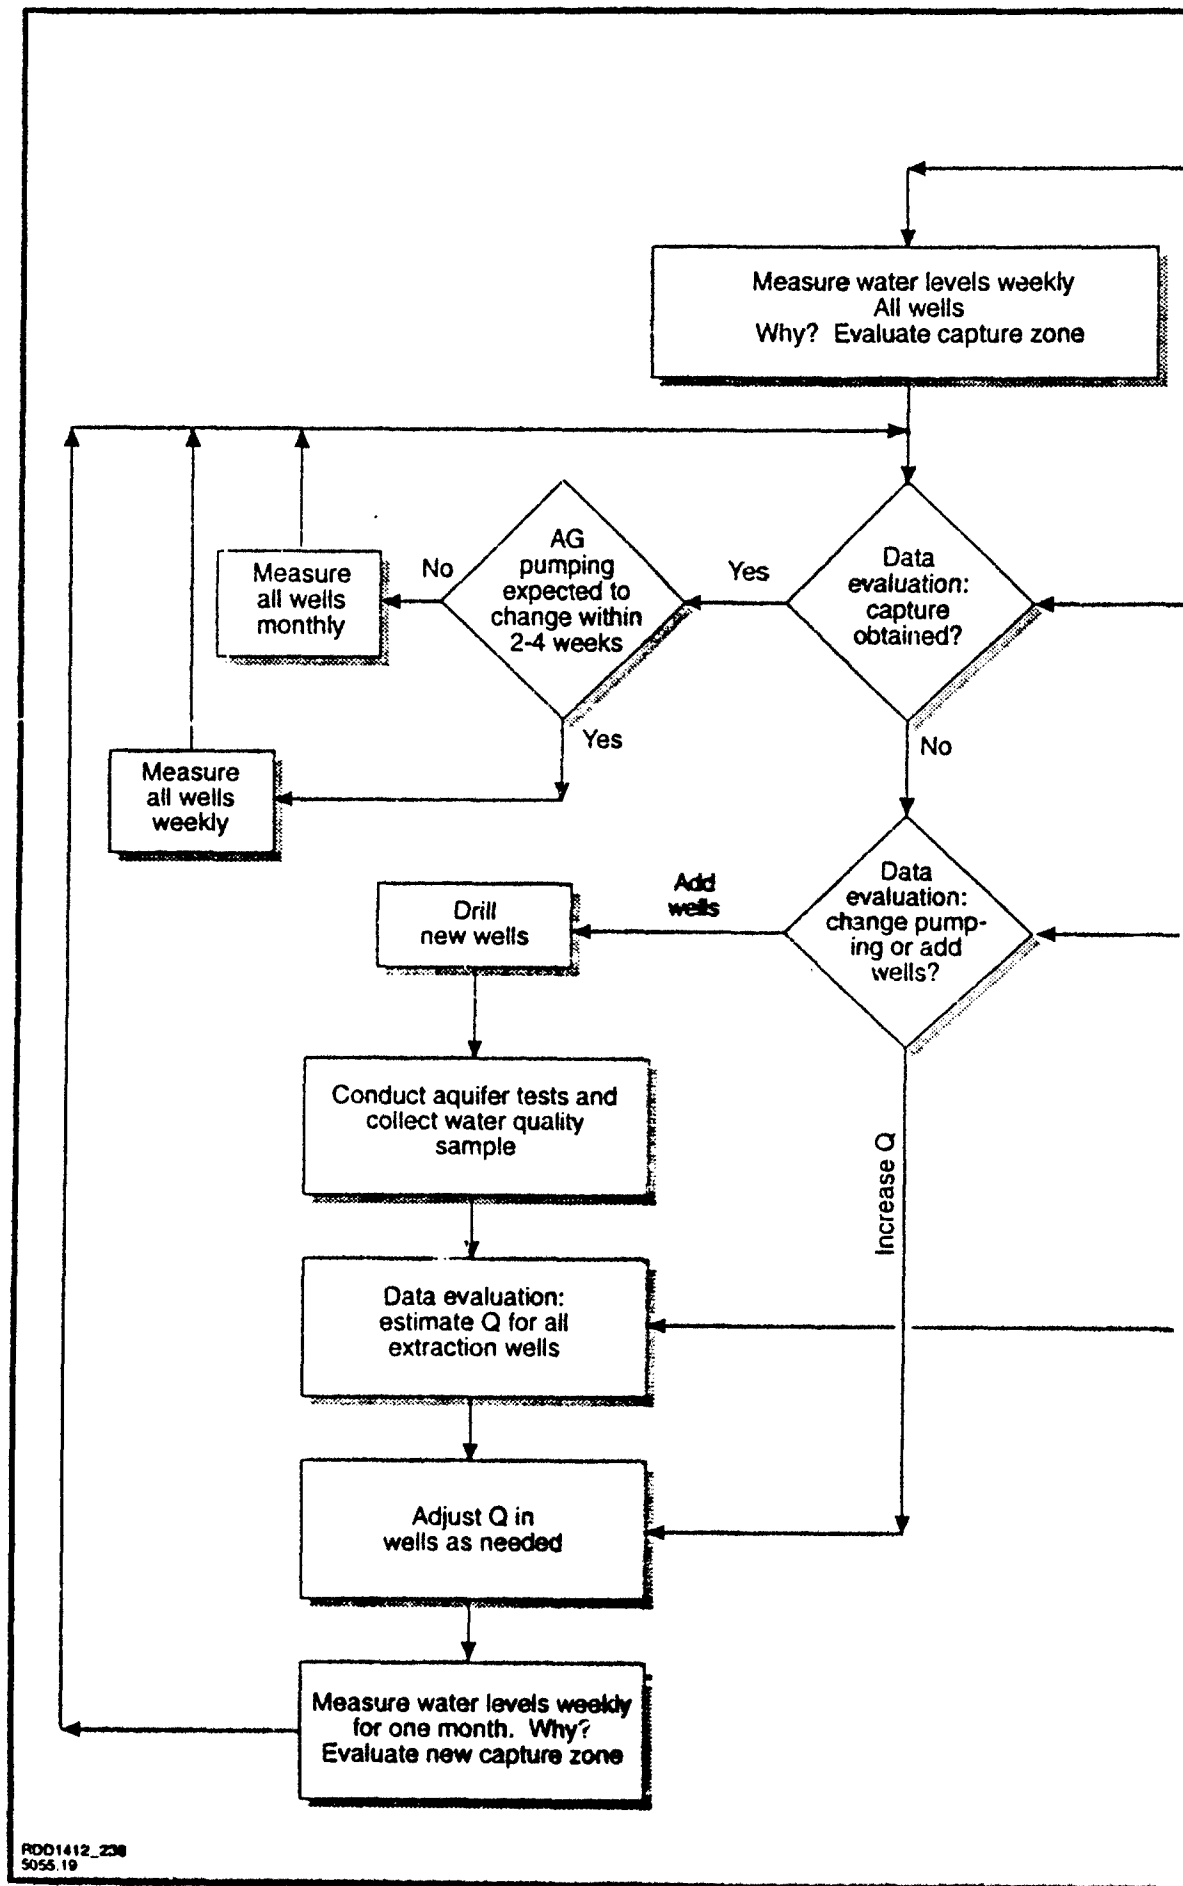 Measure water levels weekly
All wells
Why? Evaluate capture zone
AG
pumping
expected to
change within
2-4 weeks
No
Yes
Data
evaluation:
capture
obtained?
Measure
all wells
monthly
Yes
No
Measure
all wells
weekly
Data
evaluation:
change pump-
ing or add
wells?
Add
wells
Drill
new wells
Conduct aquifer tests and
collect water quality
sample
Increase Q
Data evaluation:
estimate Q for all
extraction wells
Adjust Q in
wells as needed
Measure water levels weekly
for one month. Why?
Evaluate new capture zone
RDD1412_238
5055.19